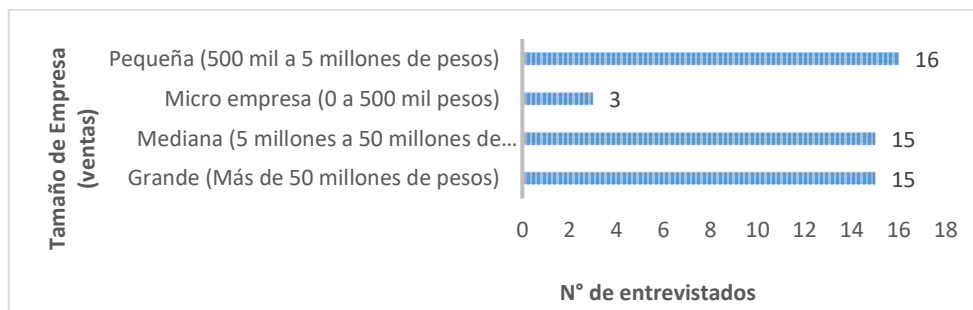 Tamaño de Empresa
(ventas)
Pequeña (500 mil a 5 millones de pesos)
16
Micro empresa (0 a 500 mil pesos)
3
Mediana (5 millones a 50 millones de...
15
Grande (Más de 50 millones de pesos)
15
0 2 4 6 8 10 12 14 16 18
N° de entrevistados